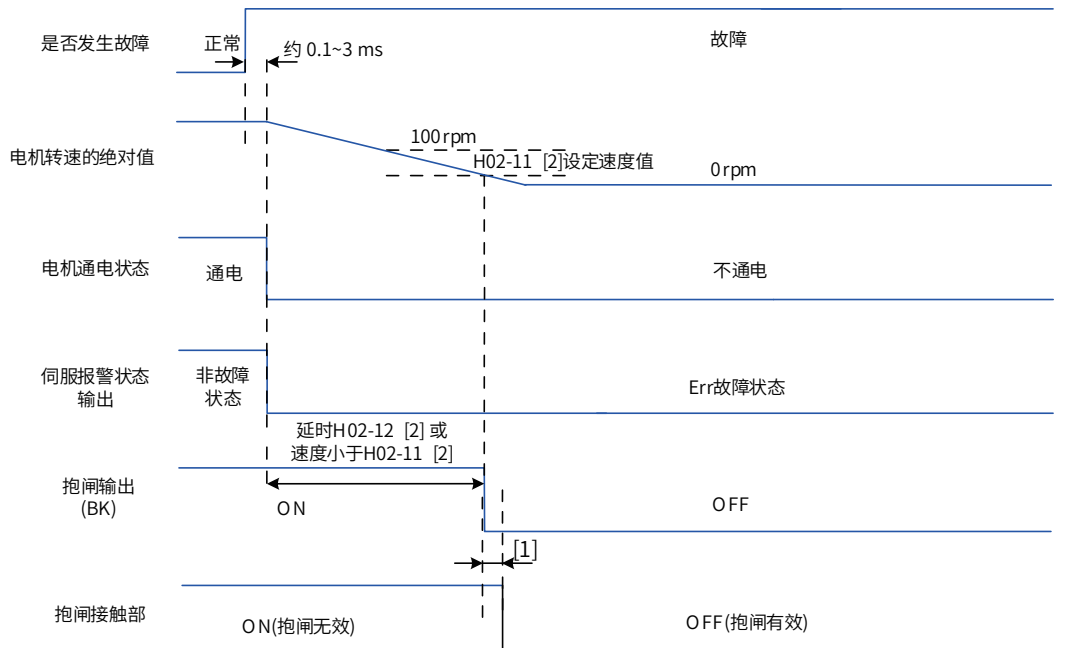 是否发生故障
正常
约 0.1~3 ms
故障
电机转速的绝对值
100rpm
H02-11 [2]设定速度值
0rpm
电机通电状态
通电
不通电
伺服报警状态
输出
非故障
状态
Err故障状态
延时H02-12 [2] 或
速度小于H02-11 [2]
抱闸输出
(BK)
ON
OFF
[1]
抱闸接触部
ON(抱闸无效)
OFF(抱闸有效)